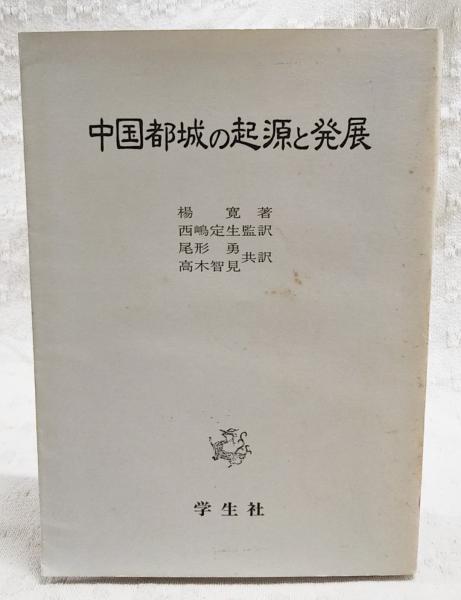 中国都城の起源と発展
楊　寛著
西嶋定生監訳
尾形　勇
高木智見共訳
学生社